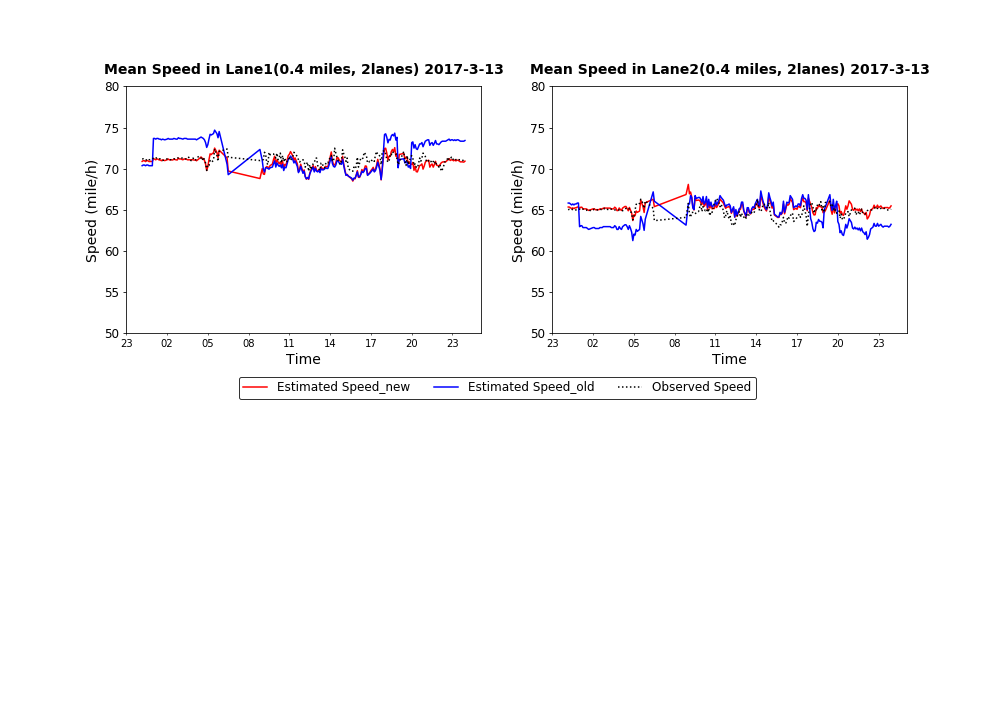 Mean Speed in Lane1(0.4 miles, 2lanes) 2017-3-13
80
75
70
65
60
55
50
Speed (mile/h)
23 02 05 08 11 14 17 20 23
Time
Mean Speed in Lane2(0.4 miles, 2lanes) 2017-3-13
80
75
70
65
60
55
50
Speed (mile/h)
23 02 05 08 11 14 17 20 23
Time
Estimated Speed_new Estimated Speed_old Observed Speed